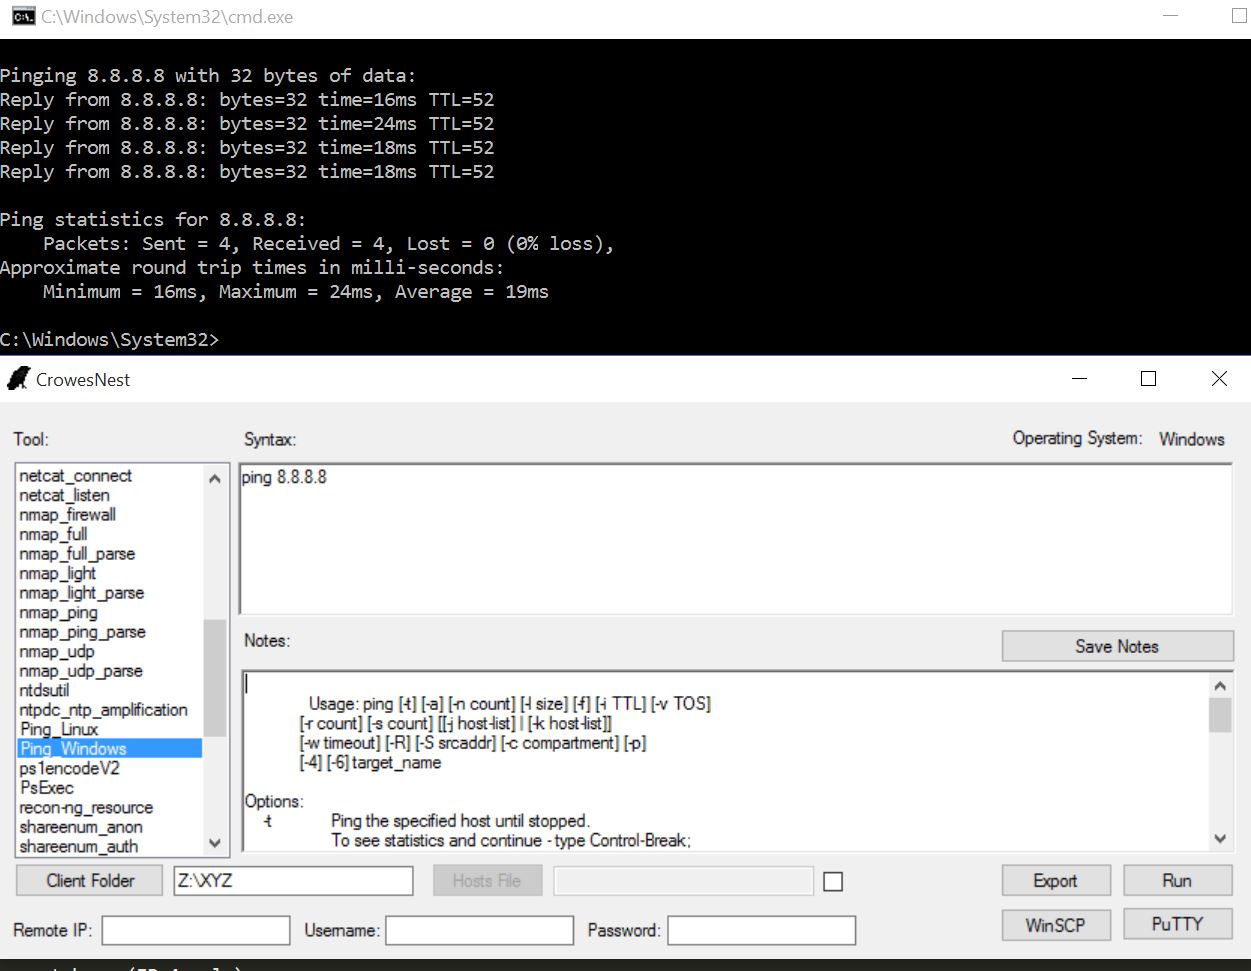 C:\Windows\System32\cmd.exe
Pinging 8.8.8.8 with 32 bytes of data:
Reply from 8.8.8.8: bytes=32 time=16ms TTL=52
Reply from 8.8.8.8: bytes=32 time=24ms TTL=52
Reply from 8.8.8.8: bytes=32 time=18ms TTL=52
Reply from 8.8.8.8: bytes=32 time=18ms TTL=52
Ping statistics for 8.8.8.8:
Packets: Sent = 4, Received = 4, Lost = 0 (0% loss),
Approximate round trip times in milli-seconds:
Minimum = 16ms, Maximum = 24ms, Average = 19ms
C:\Windows\System32>
CrowesNest
Tool:
Syntax:
Operating System: Windows
netcat_connect
netcat_listen
nmap_firewall
nmap_full
nmap_full_parse
nmap_light
nmap_light_parse
nmap_ping
nmap_ping_parse
nmap_udp
nmap_udp_parse
ntdsutil
ntpdc_ntp_amplification
Ping_Linux
Ping_Windows
ps1encodeV2
PsExec
recon-ng_resource
shareenum_anon
shareenum_auth
ping 8.8.8.8
Notes:
Save Notes
Usage: ping [-t] [-a] [-n count] [-l size] [-f] [-i TTL] [-v TOS]
[-r count] [-s count] [[-j host-list] | [-k host-list]]
[-w timeout] [-R] [-S srcaddr] [-c compartment] [-p]
[-4] [-6] target_name
Options:
-t Ping the specified host until stopped.
To see statistics and continue - type Control-Break;
Client Folder
Z:\XYZ
Hosts File
Export
Run
Remote IP:
Username:
Password:
WinSCP
PuTTY